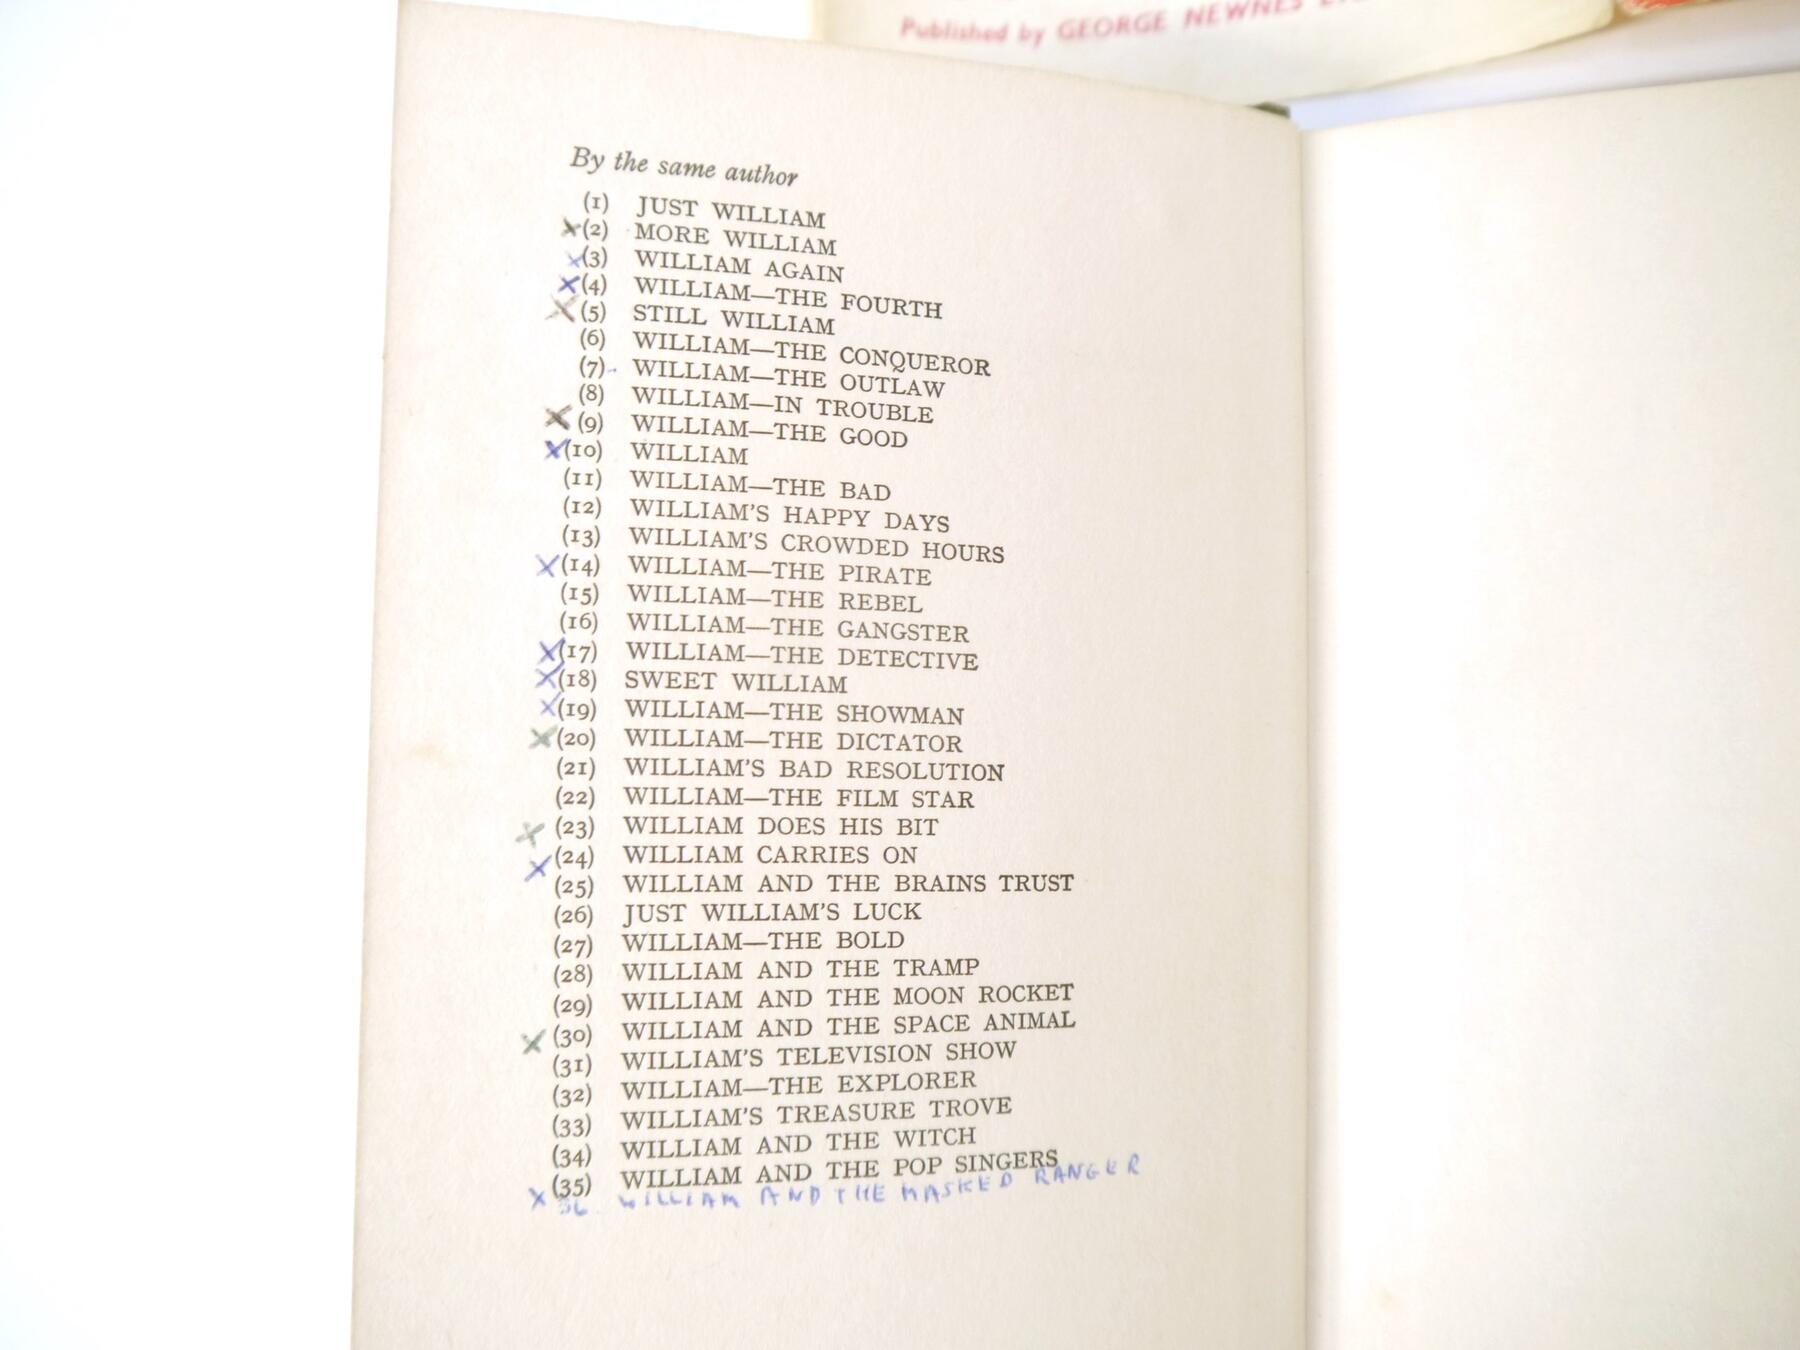 Published by GEORGE NEWNES
By the same author
(1) JUST WILLIAM
x (2) MORE WILLIAM
x (3) WILLIAM AGAIN
x (4) WILLIAM—THE FOURTH
x (5) STILL WILLIAM
(6) WILLIAM—THE CONQUEROR
(7) WILLIAM—THE OUTLAW
(8) WILLIAM—IN TROUBLE
x (9) WILLIAM—THE GOOD
x (10) WILLIAM
(11) WILLIAM—THE BAD
(12) WILLIAM'S HAPPY DAYS
(13) WILLIAM'S CROWDED HOURS
x (14) WILLIAM—THE PIRATE
(15) WILLIAM—THE REBEL
(16) WILLIAM—THE GANGSTER
x (17) WILLIAM—THE DETECTIVE
x (18) SWEET WILLIAM
x (19) WILLIAM—THE SHOWMAN
x (20) WILLIAM—THE DICTATOR
(21) WILLIAM'S BAD RESOLUTION
(22) WILLIAM—THE FILM STAR
x (23) WILLIAM DOES HIS BIT
x (24) WILLIAM CARRIES ON
(25) WILLIAM AND THE BRAINS TRUST
(26) JUST WILLIAM'S LUCK
(27) WILLIAM—THE BOLD
(28) WILLIAM AND THE TRAMP
(29) WILLIAM AND THE MOON ROCKET
x (30) WILLIAM AND THE SPACE ANIMAL
(31) WILLIAM'S TELEVISION SHOW
(32) WILLIAM—THE EXPLORER
(33) WILLIAM'S TREASURE TROVE
(34) WILLIAM AND THE WITCH
(35) WILLIAM AND THE POP SINGERS
x 36. WILLIAM AND THE MASKED RANGER